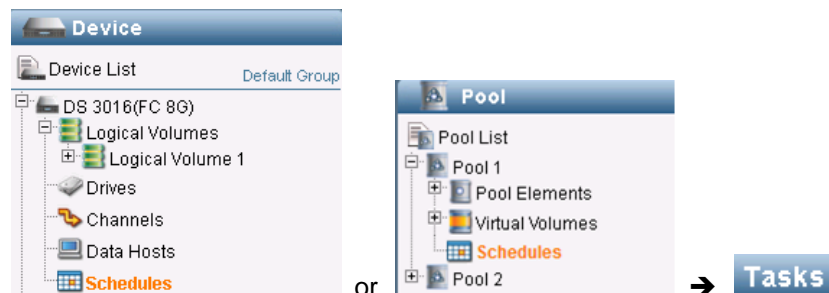 Device
Device List Default Group
DS 3016(FC 8G)
Logical Volumes
Logical Volume 1
Drives
Channels
Data Hosts
Schedules
or
Pool
Pool List
Pool 1
Pool Elements
Virtual Volumes
Schedules
Pool 2
➔ Tasks